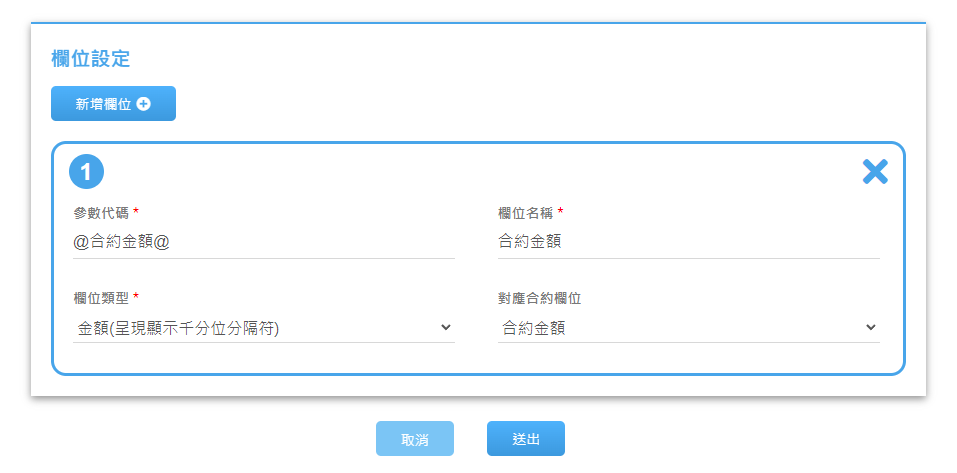 欄位設定
新增欄位
1
參數代碼 *
欄位名稱 *
@合約金額@
合約金額
欄位類型 *
對應合約欄位
金額(呈現顯示千分位分隔符)
合約金額
取消
送出